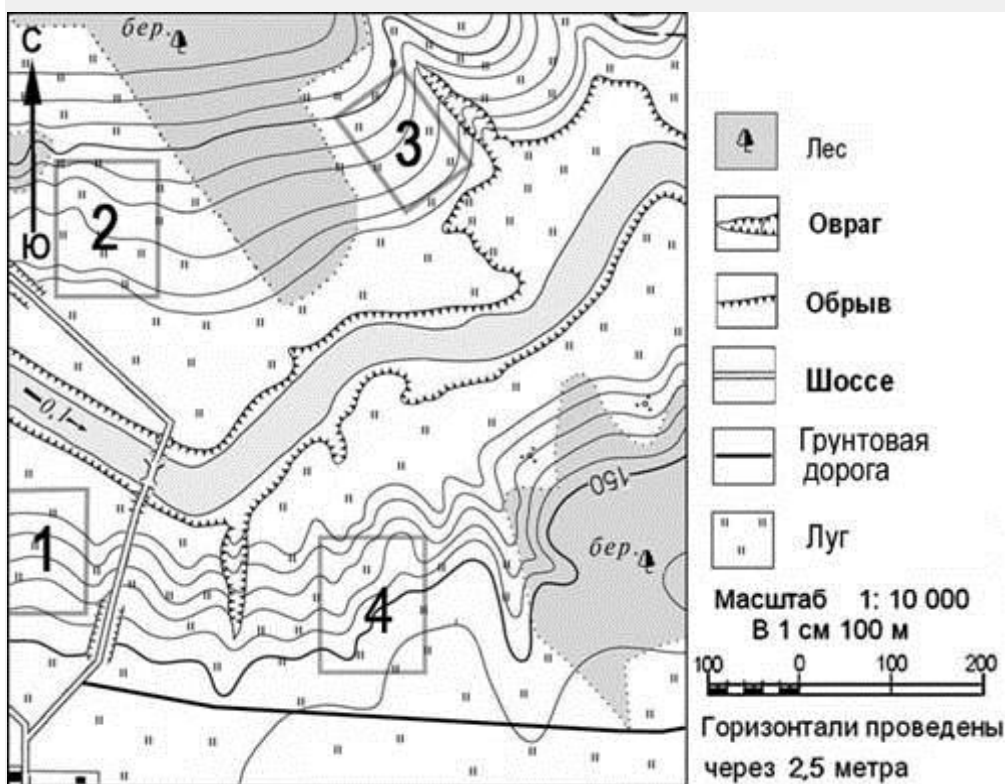 бер.
С
3
2
Ю
0,1
150
1
бер.
4
Лес
Овраг
Обрыв
Шоссе
Грунтовая
дорога
Луг
Масштаб 1: 10 000
В 1 см 100 м
100 0 100 200
Горизонтали проведены
через 2,5 метра